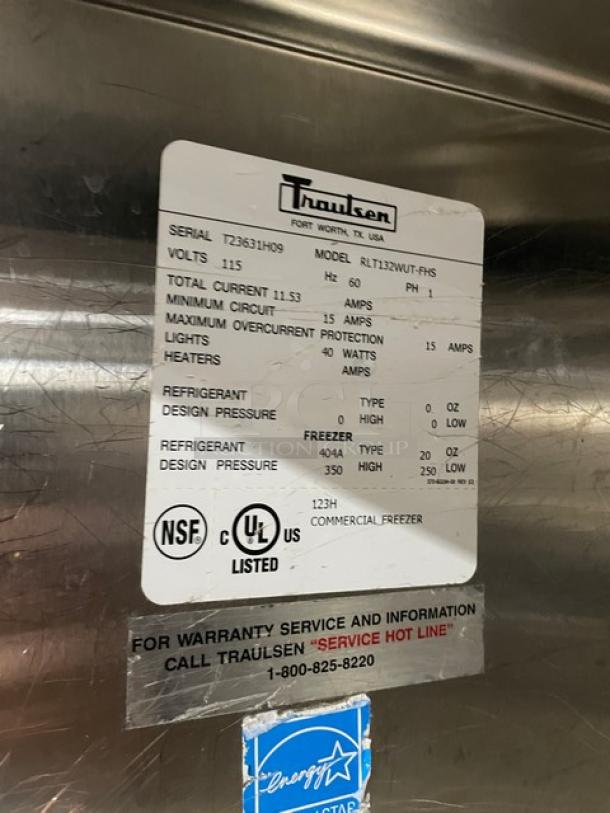 Traulsen
FORT WORTH, TX. USA
SERIAL T23631H09 MODEL RLT132WUT-FHS
VOLTS 115 Hz 60 PH 1
TOTAL CURRENT 11.53 AMPS
MINIMUM CIRCUIT 15 AMPS
MAXIMUM OVERCURRENT PROTECTION 15 AMPS
LIGHTS 40 WATTS
HEATERS AMPS
REFRIGERANT TYPE 0 OZ
DESIGN PRESSURE 0 HIGH 0 LOW
FREEZER
REFRIGERANT 404A TYPE 20 OZ
DESIGN PRESSURE 350 HIGH 250 LOW
123H
COMMERCIAL FREEZER
NSF®
C UL® US
LISTED
FOR WARRANTY SERVICE AND INFORMATION
CALL TRAULSEN "SERVICE HOT LINE"
1-800-825-8220
energy
STAR